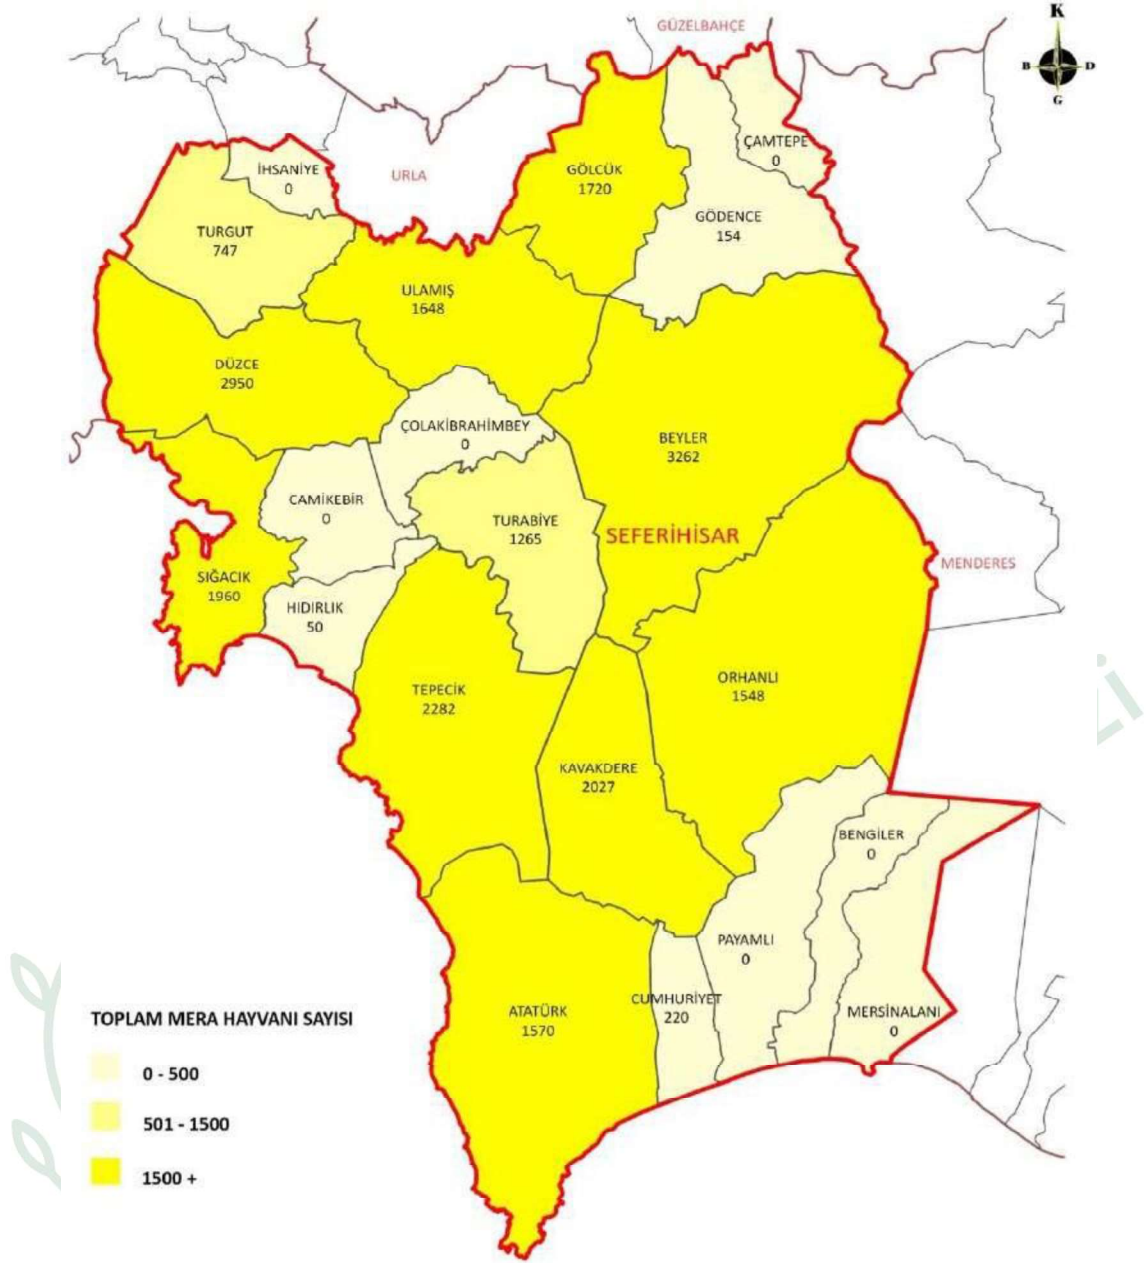 K
B
D
G
GÜZELBAHÇE
URLA
MENDERES
ÇAMTEPE
0
İHSANİYE
0
GÖLCÜK
1720
GÖDENCE
154
TURGUT
747
ULAMIŞ
1648
DÜZCE
2950
ÇOLAKİBRAHİMBEY
0
BEYLER
3262
CAMİKEBİR
0
TURABİYE
1265
SEFERİHİSAR
SIĞACIK
1960
HIDIRLIK
50
TEPECİK
2282
ORHANLI
1548
KAVAKDERE
2027
BENGİLER
0
PAYAMLI
0
CUMHURİYET
220
MERSİNALANI
0
ATATÜRK
1570
TOPLAM MERA HAYVANI SAYISI
0 - 500
501 - 1500
1500 +